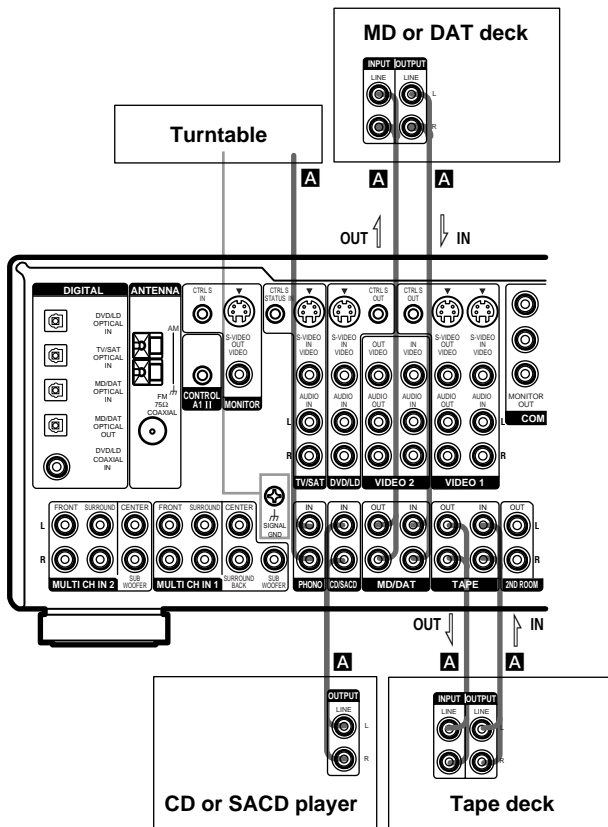 MD or DAT deck
INPUT OUTPUT
LINE LINE
L
R
Turntable
A
A A
OUT IN
DIGITAL
DVD/LD
OPTICAL
IN
TV/SAT
OPTICAL
IN
MD/DAT
OPTICAL
IN
MD/DAT
OPTICAL
OUT
DVD/LD
COAXIAL
IN
ANTENNA
AM
FM
75Ω
COAXIAL
CTRL S
IN
CONTROL
A1 II
S-VIDEO
OUT
VIDEO
MONITOR
CTRL S
STATUS IN
S-VIDEO
IN
VIDEO
AUDIO
IN
L
R
TV/SAT
S-VIDEO
IN
VIDEO
AUDIO
IN
DVD/LD
CTRL S
OUT
OUT
VIDEO
AUDIO
OUT
CTRL S
OUT
IN
VIDEO
AUDIO
IN
VIDEO 2
S-VIDEO
OUT
VIDEO
AUDIO
OUT
S-VIDEO
IN
VIDEO
AUDIO
IN
L
R
VIDEO 1
MONITOR
OUT
COM
SIGNAL
GND
FRONT SURROUND CENTER
L
R
SUB
WOOFER
MULTI CH IN 2
FRONT SURROUND CENTER
SURROUND
BACK
SUB
WOOFER
MULTI CH IN 1
IN IN OUT IN OUT IN OUT
L
R
PHONO CD/SACD MD/DAT TAPE 2ND ROOM
OUT IN
A A A
OUTPUT
LINE
L
R
CD or SACD player
INPUT OUTPUT
LINE LINE
L
R
Tape deck